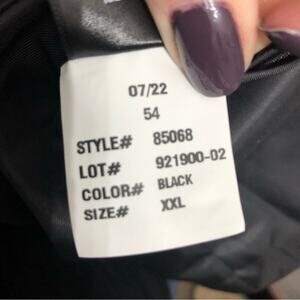 07/22
54
STYLE# 85068
LOT# 921900-02
COLOR# BLACK
SIZE# XXL